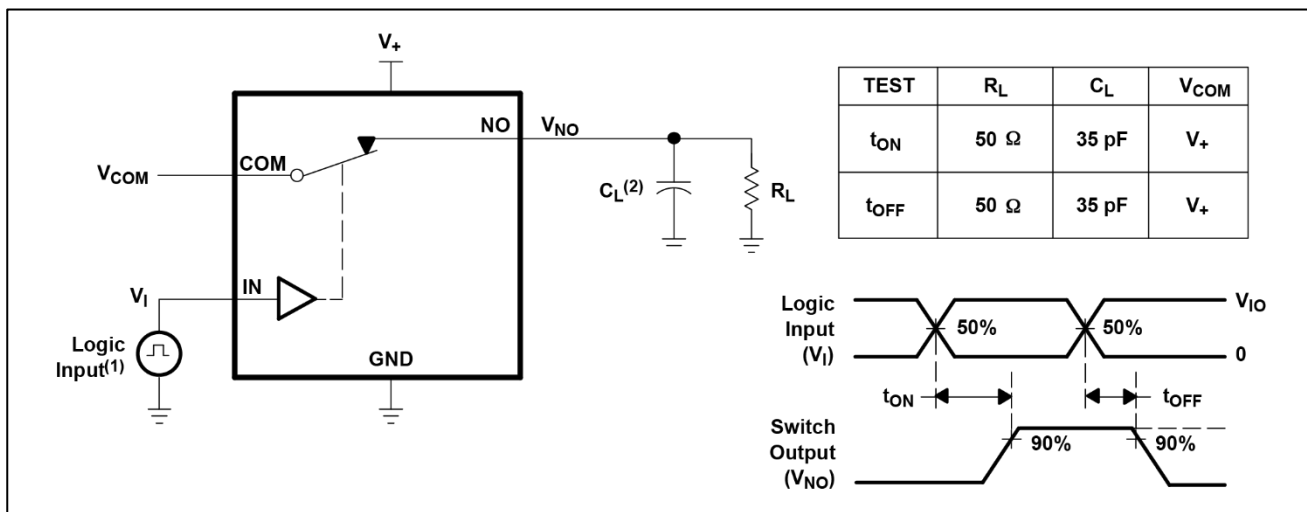 V+
NO
VNO
COM
VCOM
CL(2)
RL
VI
IN
Logic
Input(1)
GND
TEST RL CL VCOM
tON 50 Ω 35 pF V+
tOFF 50 Ω 35 pF V+
Logic
Input
(VI)
50%
50%
VIO
0
tON
tOFF
Switch
Output
(VNO)
90%
90%